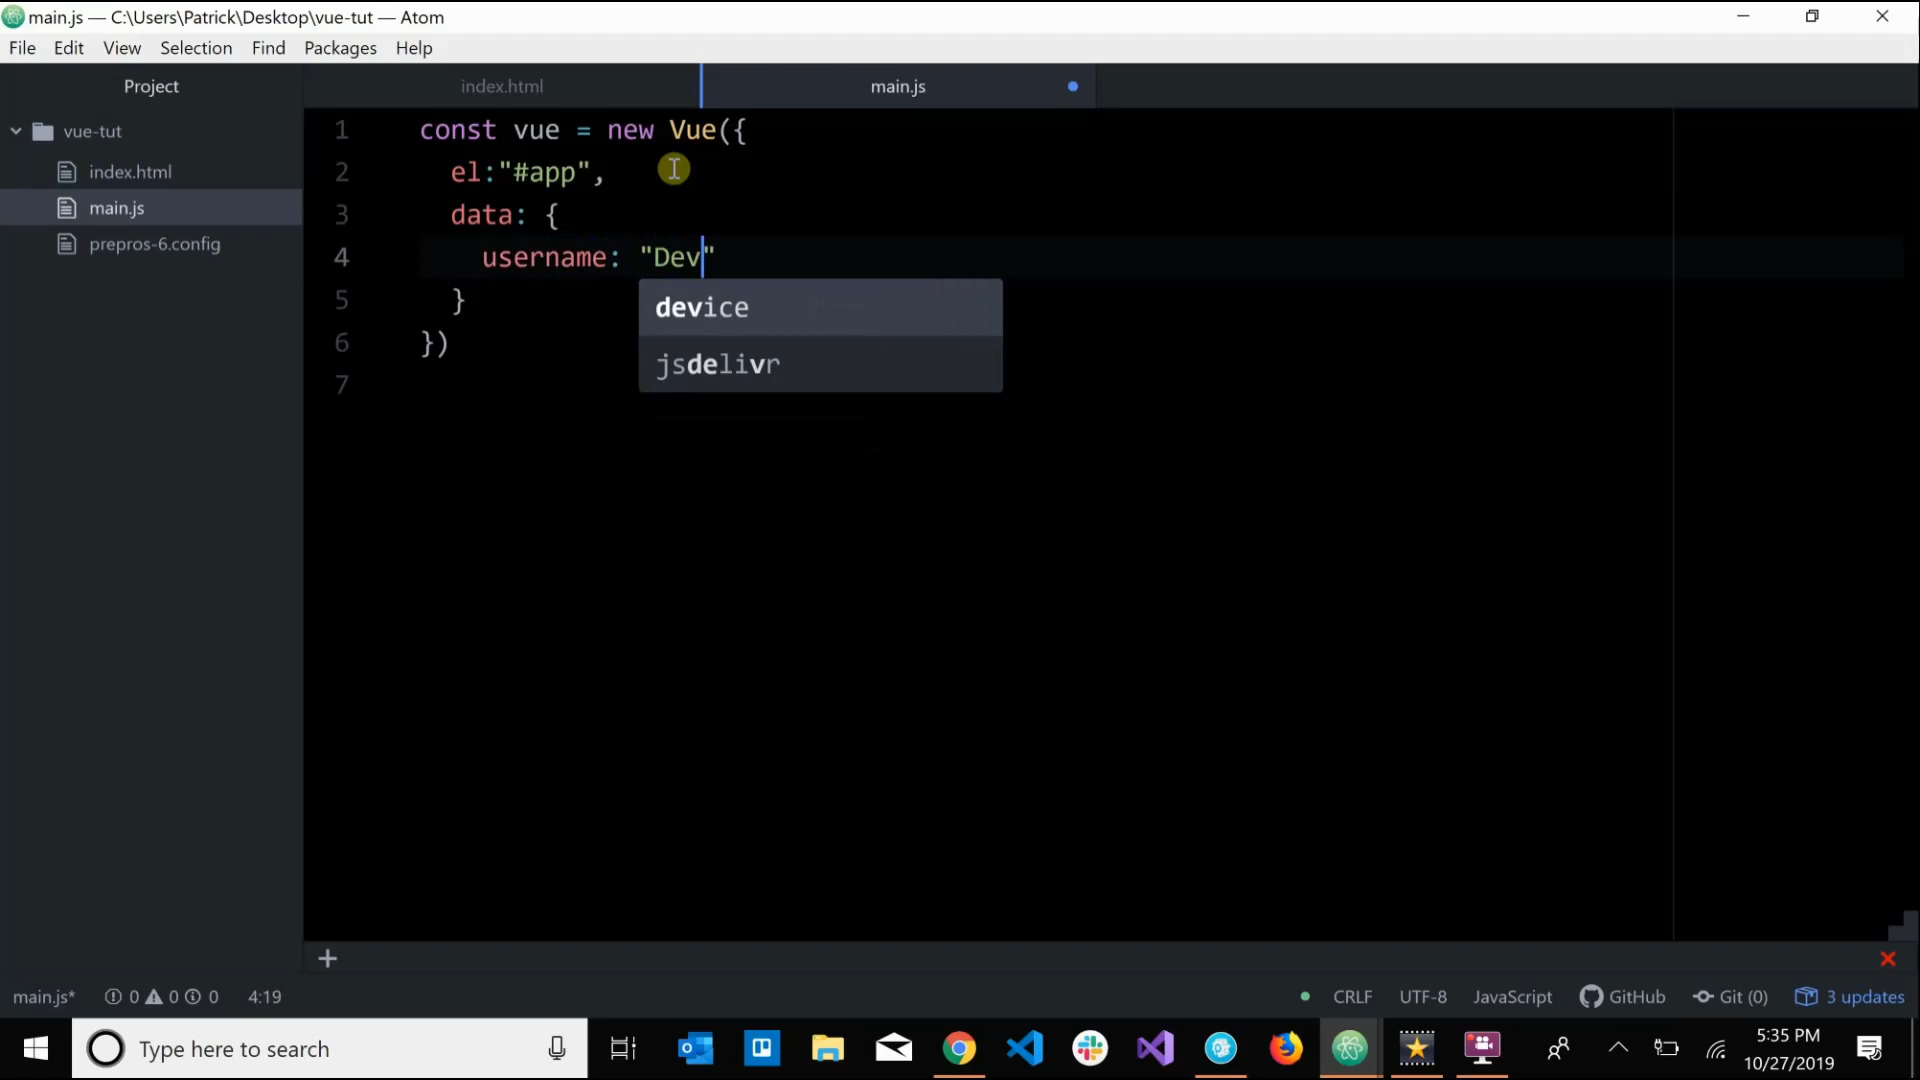 main.js — C:\Users\Patrick\Desktop\vue-tut — Atom
File Edit View Selection Find Packages Help
Project
index.html
main.js
vue-tut
index.html
main.js
prepros-6.config
1 const vue = new Vue({
2 el:"#app",
3 data: {
4 username: "Dev"
5 }
6 })
7
device
jsdelivr
+
main.js* 0 0 0 4:19
CRLF UTF-8 JavaScript GitHub Git (0) 3 updates
Type here to search
5:35 PM
10/27/2019